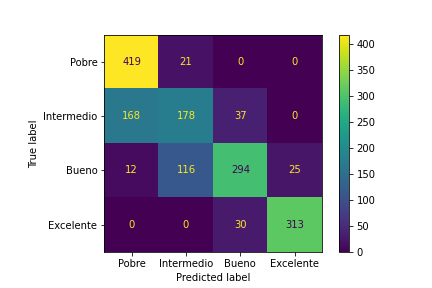 Pobre 419 21 0 0
Intermedio 168 178 37 0
Bueno 12 116 294 25
Excelente 0 0 30 313
Pobre Intermedio Bueno Excelente
Predicted label
True label
400
350
300
250
200
150
100
50
0